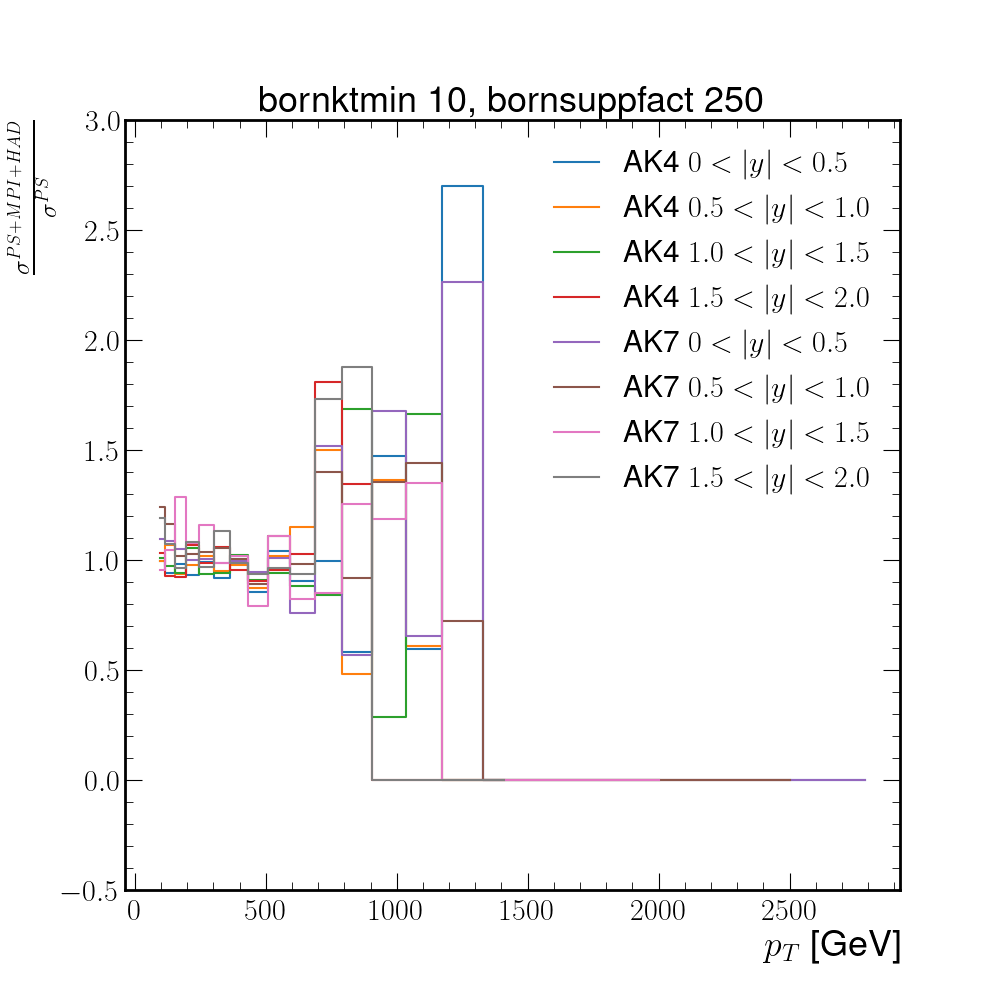 bornktmin 10, bornsuppfact 250
σ^{PS+MPI+HAD}
σ^{PS}
3.0
2.5
2.0
1.5
1.0
0.5
0.0
−0.5
AK4 0 < |y| < 0.5
AK4 0.5 < |y| < 1.0
AK4 1.0 < |y| < 1.5
AK4 1.5 < |y| < 2.0
AK7 0 < |y| < 0.5
AK7 0.5 < |y| < 1.0
AK7 1.0 < |y| < 1.5
AK7 1.5 < |y| < 2.0
0 500 1000 1500 2000 2500
p_T [GeV]